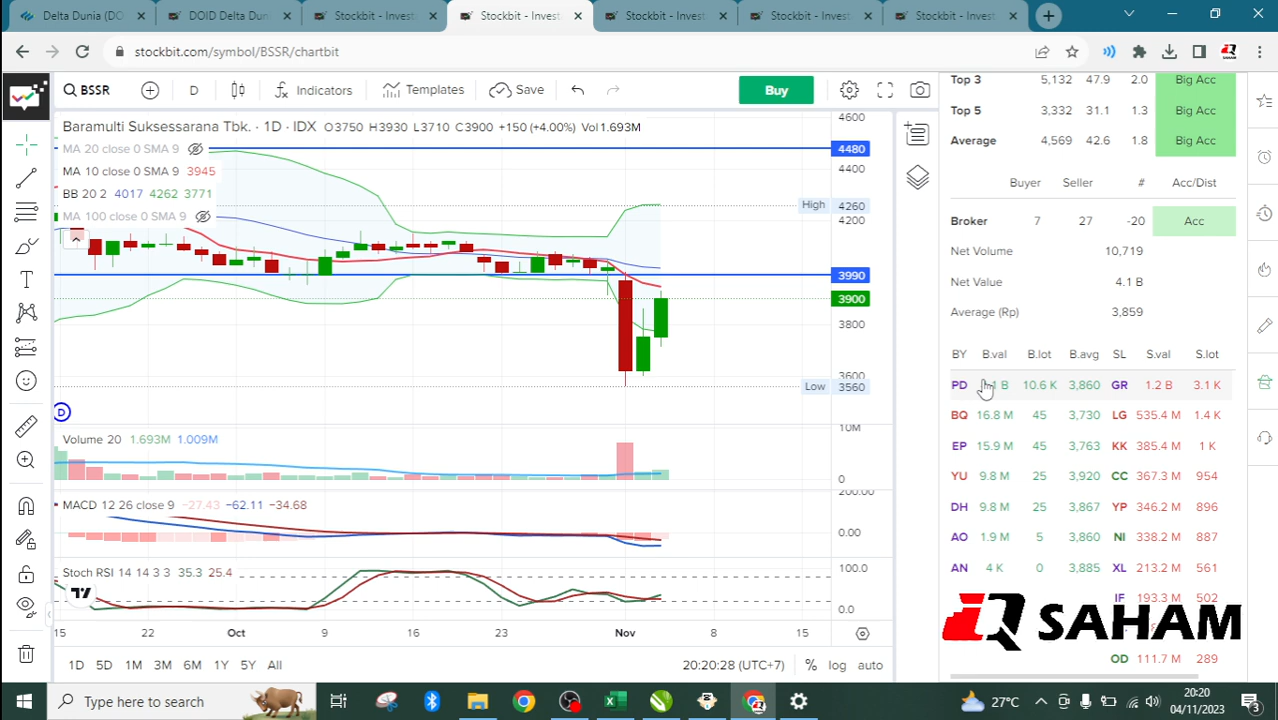 Delta Dunia (DO
DOID Delta Dun
Stockbit - Invest
Stockbit - Invest
Stockbit - Invest
Stockbit - Invest
Stockbit - Invest
stockbit.com/symbol/BSSR/chartbit
SAHAM
BSSR
D
Indicators
Templates
Save
Buy
Baramulti Suksessarana Tbk. · 1D · IDX O3750 H3930 L3710 C3900 +150 (+4.00%) Vol 1.693M
MA 20 close 0 SMA 9
MA 10 close 0 SMA 9 3945
BB 20 2 4017 4262 3771
MA 100 close 0 SMA 9
4600
4480
4400
High 4260
4200
3990
3900
3800
3600
Low 3560
D
Volume 20 1.693M 1.009M
10M
0
MACD 12 26 close 9 −27.43 −62.11 −34.68
200.00
0.00
Stoch RSI 14 14 3 3 35.3 25.4
100.0
0.0
15 22 Oct 9 16 23 Nov 8 15
1D 5D 1M 3M 6M 1Y 5Y All
20:20:28 (UTC+7) % log auto
Top 3 5,132 47.9 2.0 Big Acc
Top 5 3,332 31.1 1.3 Big Acc
Average 4,569 42.6 1.8 Big Acc
Buyer Seller # Acc/Dist
Broker 7 27 -20 Acc
Net Volume 10,719
Net Value 4.1 B
Average (Rp) 3,859
BY B.val B.lot B.avg SL S.val S.lot
PD 1 B 10.6 K 3,860 GR 1.2 B 3.1 K
BQ 16.8 M 45 3,730 LG 535.4 M 1.4 K
EP 15.9 M 45 3,763 KK 385.4 M 1 K
YU 9.8 M 25 3,920 CC 367.3 M 954
DH 9.8 M 25 3,867 YP 346.2 M 896
AO 1.9 M 5 3,860 NI 338.2 M 887
AN 4 K 0 3,885 XL 213.2 M 561
IF 193.3 M 502
OD 111.7 M 289
iQ SAHAM
Type here to search
27°C
20:20
04/11/2023
3